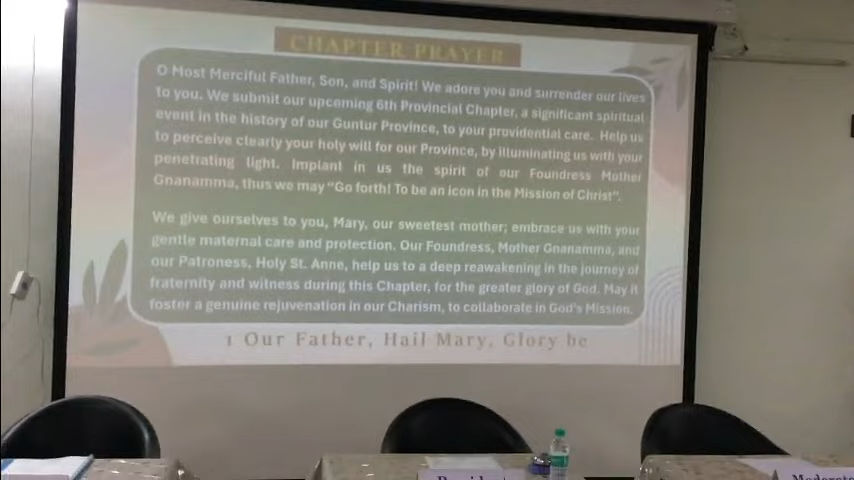 CHAPTER PRAYER
O Most Merciful Father, Son, and Spirit! We adore you and surrender our lives
to you. We submit our upcoming 6th Provincial Chapter, a significant spiritual
event in the history of our Guntur Province, to your providential care. Help us
to perceive clearly your holy will for our Province, by illuminating us with your
penetrating light. Implant in us the spirit of our Foundress Mother
Gnanamma, thus we may "Go forth! To be an icon in the Mission of Christ".
We give ourselves to you, Mary, our sweetest mother; embrace us with your
gentle maternal care and protection. Our Foundress, Mother Gnanamma, and
our Patroness, Holy St. Anne, help us to a deep reawakening in the journey of
fraternity and witness during this Chapter, for the greater glory of God. May it
foster a genuine rejuvenation in our Charism, to collaborate in God's Mission.
1 Our Father, Hail Mary, Glory be